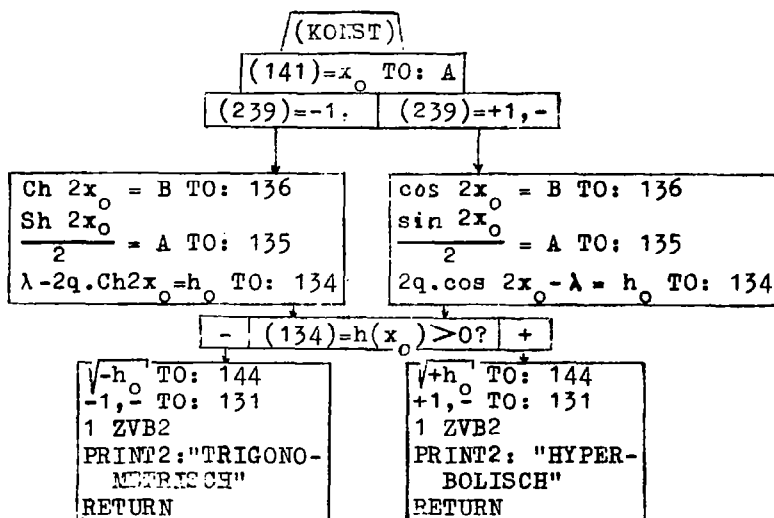 (KONST)
(141)=x₀ TO: A
(239)=-1. (239)=+1,-
Ch 2x₀ = B TO: 136
Sh 2x₀
2 = A TO: 135
λ-2q.Ch2x₀=h₀ TO: 134
cos 2x₀ = B TO: 136
sin 2x₀
2 = A TO: 135
2q.cos 2x₀-λ = h₀ TO: 134
- (134)=h(x₀)>0? +
√-h₀ TO: 144
-1,- TO: 131
1 ZVB2
PRINT2:"TRIGONO-
METRISCH"
RETURN
√+h₀ TO: 144
+1,- TO: 131
1 ZVB2
PRINT2: "HYPER-
BOLISCH"
RETURN